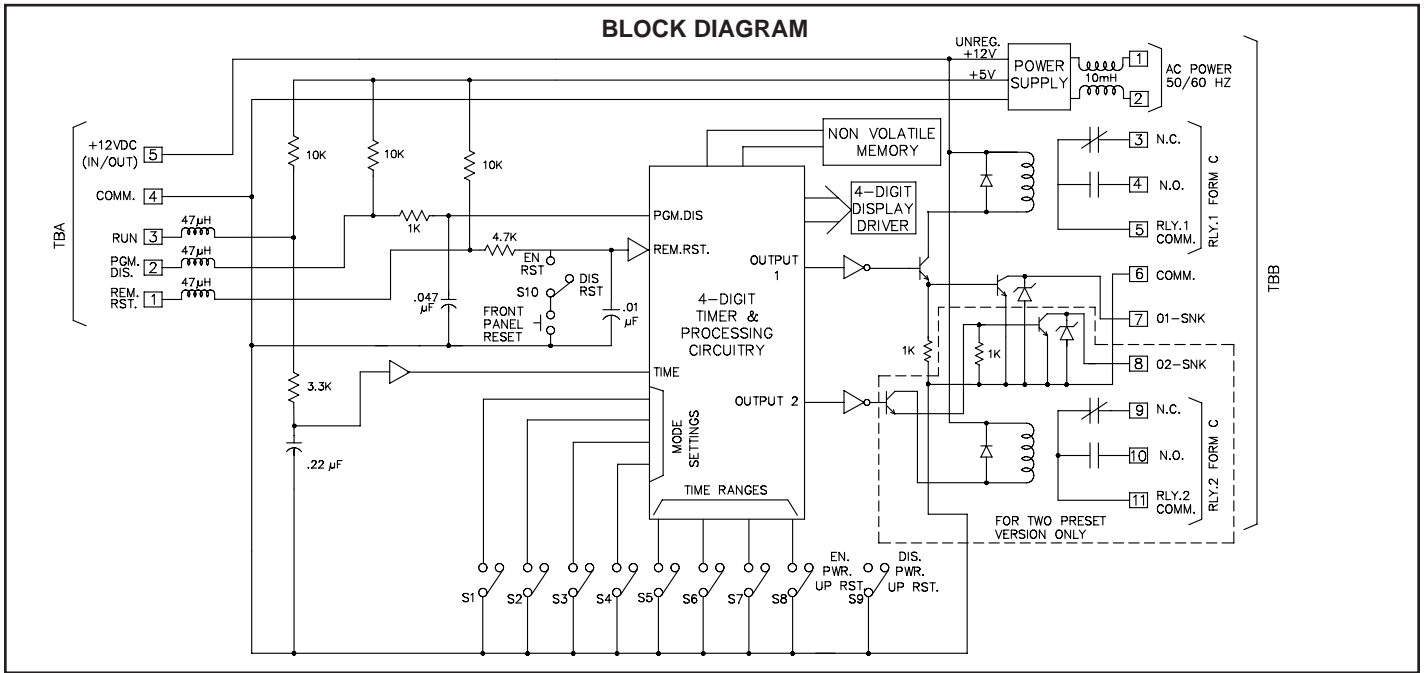 BLOCK DIAGRAM
UNREG.
+12V
+5V
POWER
SUPPLY
10mH
1
2
AC POWER
50/60 HZ
TBA
+12VDC
(IN/OUT)
5
COMM.
4
RUN
3
47µH
PGM.
DIS.
2
47µH
REM.
RST.
1
47µH
10K
10K
10K
1K
4.7K
EN
RST
S10
DIS
RST
FRONT
PANEL
RESET
.047
µF
.01
µF
3.3K
.22 µF
PGM.DIS
REM.RST.
TIME
4-DIGIT
TIMER &
PROCESSING
CIRCUITRY
OUTPUT
1
OUTPUT 2
MODE
SETTINGS
TIME RANGES
NON VOLATILE
MEMORY
4-DIGIT
DISPLAY
DRIVER
1K
1K
3
N.C.
4
N.O.
5
RLY.1
COMM.
RLY.1 FORM C
6
COMM.
7
O1-SNK
8
O2-SNK
9
N.C.
10
N.O.
11
RLY.2
COMM.
RLY.2 FORM C
TBB
FOR TWO PRESET
VERSION ONLY
S1
S2
S3
S4
S5
S6
S7
S8
EN.
PWR.
UP RST.
S9
DIS.
PWR.
UP RST.